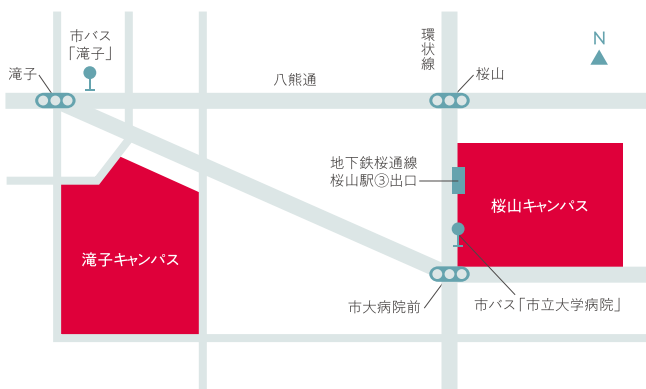 市バス
「滝子」
滝子
八熊通
環状線
桜山
N
地下鉄桜通線
桜山駅③出口
桜山キャンパス
滝子キャンパス
市大病院前
市バス「市立大学病院」